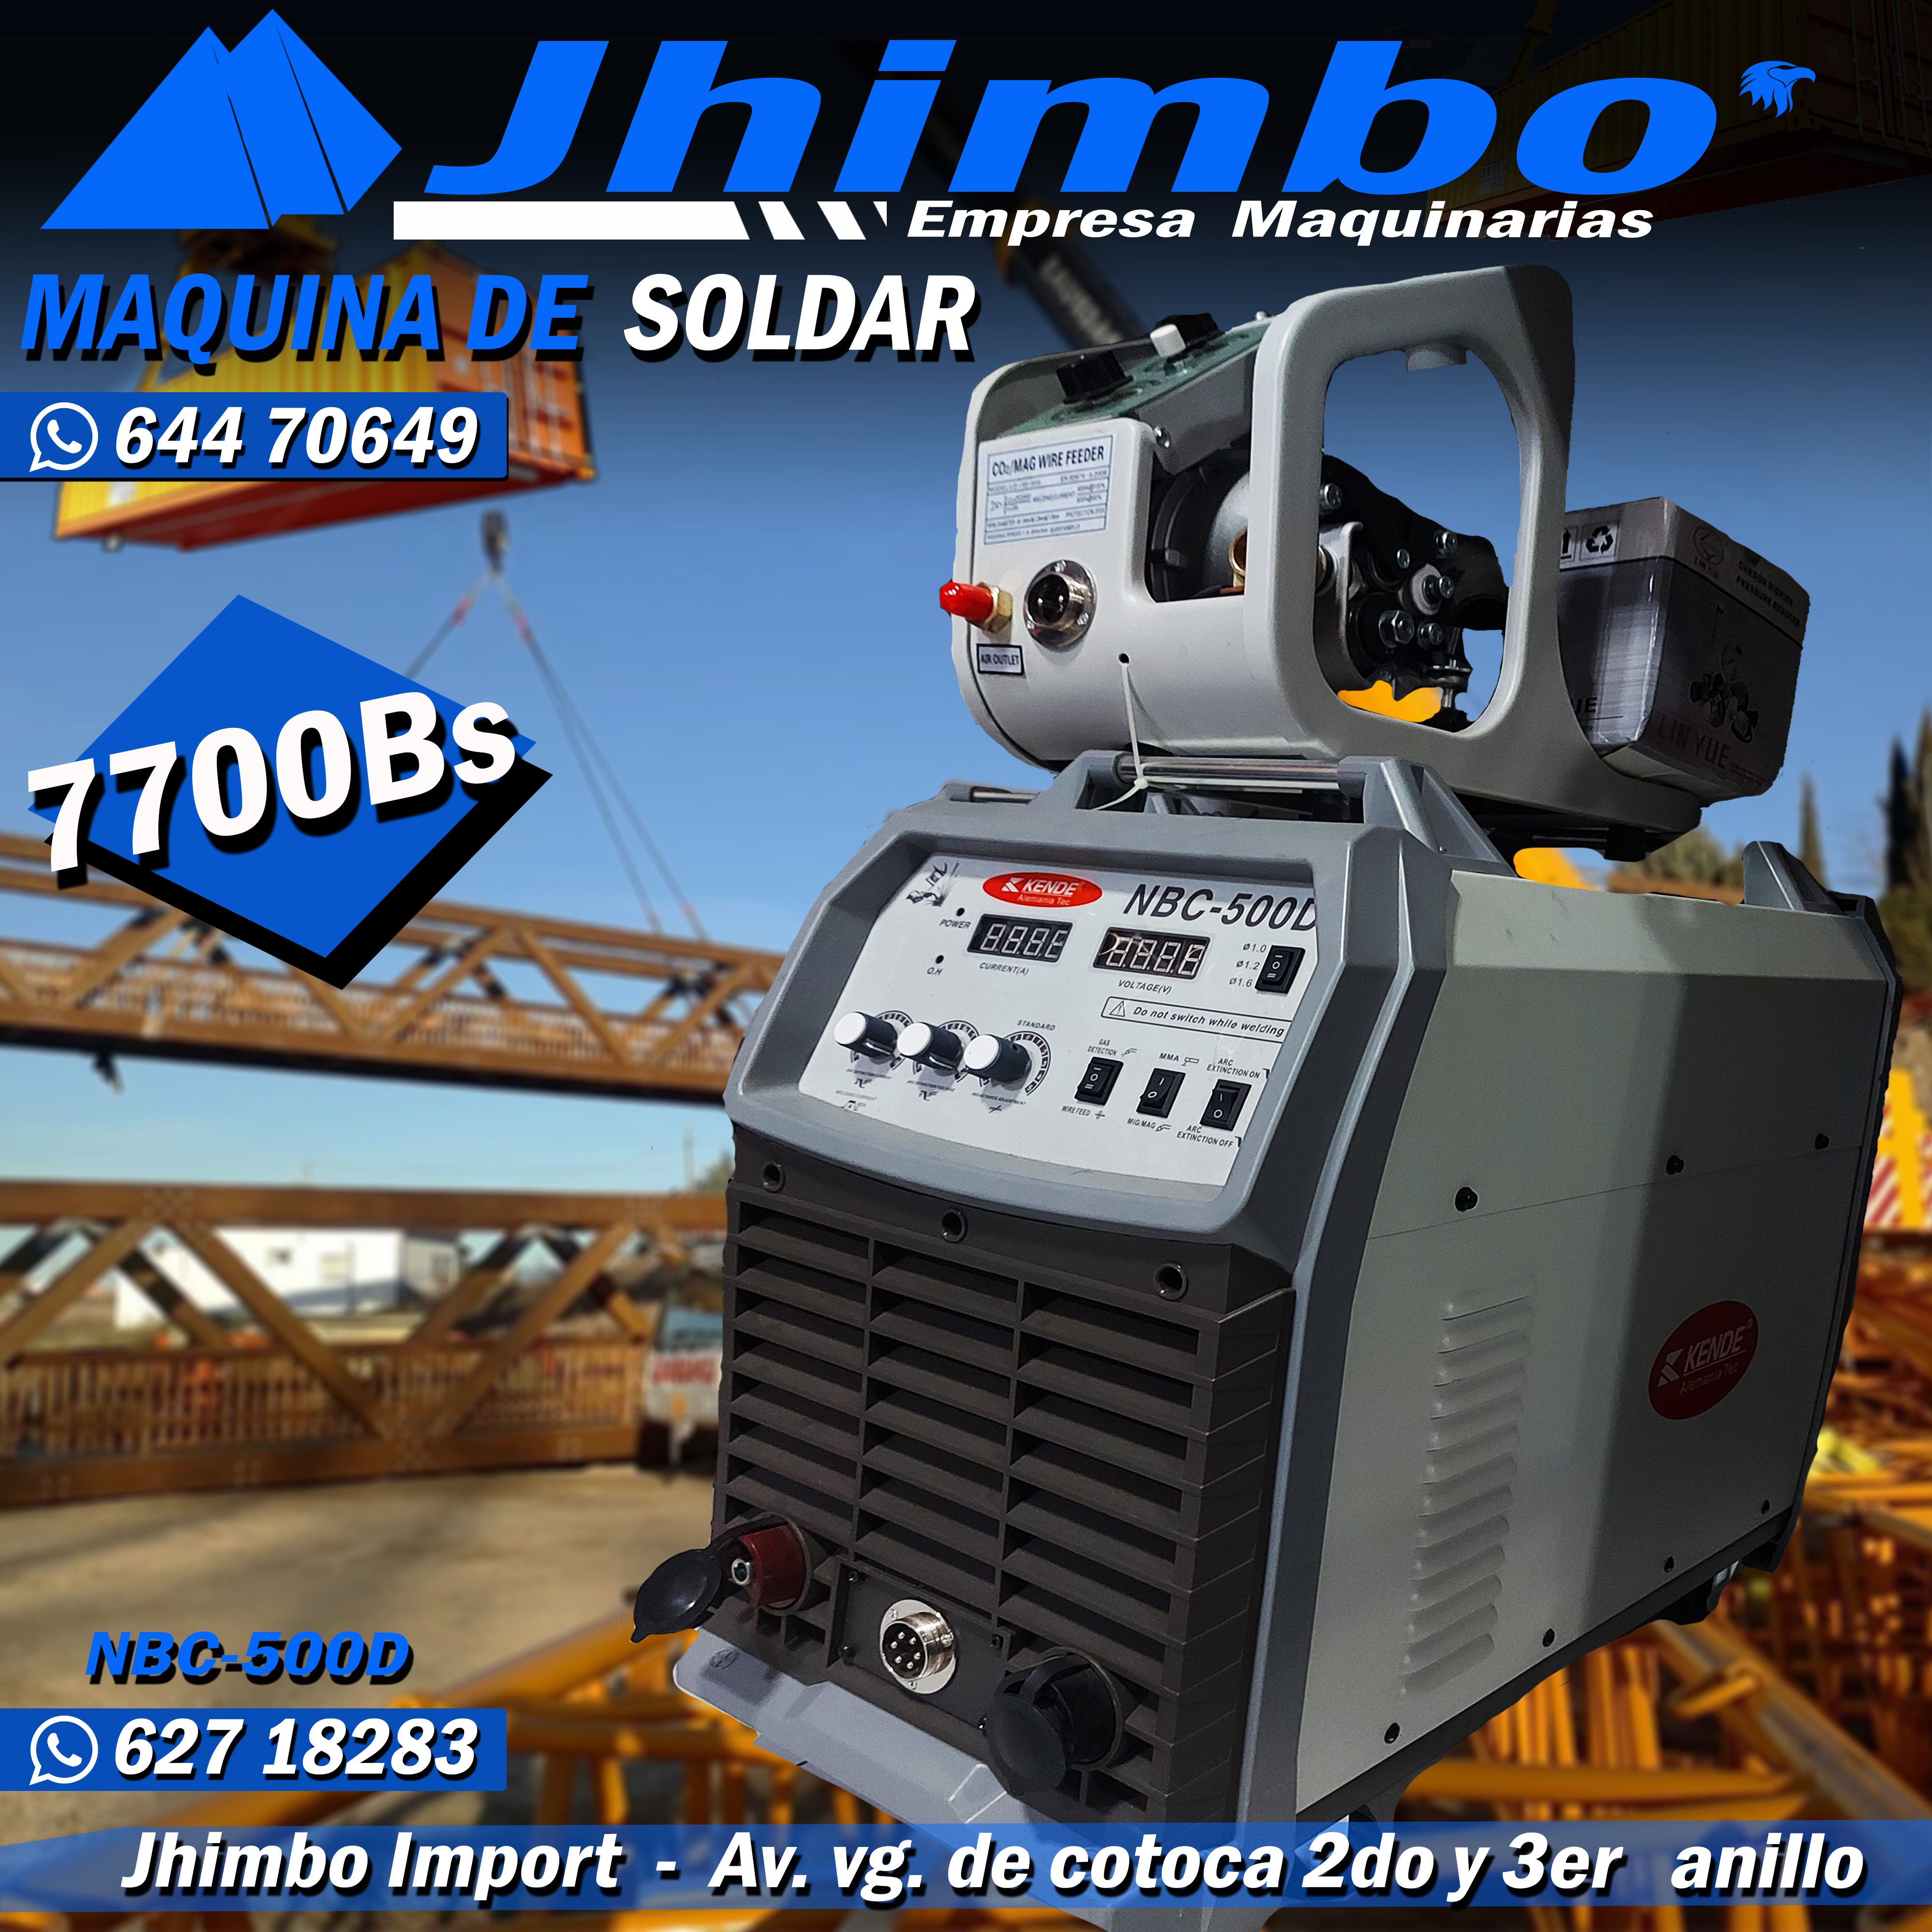 Jhimbo
Empresa Maquinarias
MAQUINA DE SOLDAR
644 70649
CO₂/MAG WIRE FEEDER
AIR OUTLET
LIN YUE
7700Bs
KENDE
Alemania Tec
NBC-500D
POWER
O.H
CURRENT(A)
VOLTAGE(V)
Ø1.0
Ø1.2
Ø1.6
Do not switch while welding
STANDARD
GAS
DETECTION
MMA
ARC
EXTINCTION ON
WIRE FEED
MIG/MAG
ARC
EXTINCTION OFF
KENDE®
Alemania Tec
NBC-500D
627 18283
Jhimbo Import - Av. vg. de cotoca 2do y 3er anillo